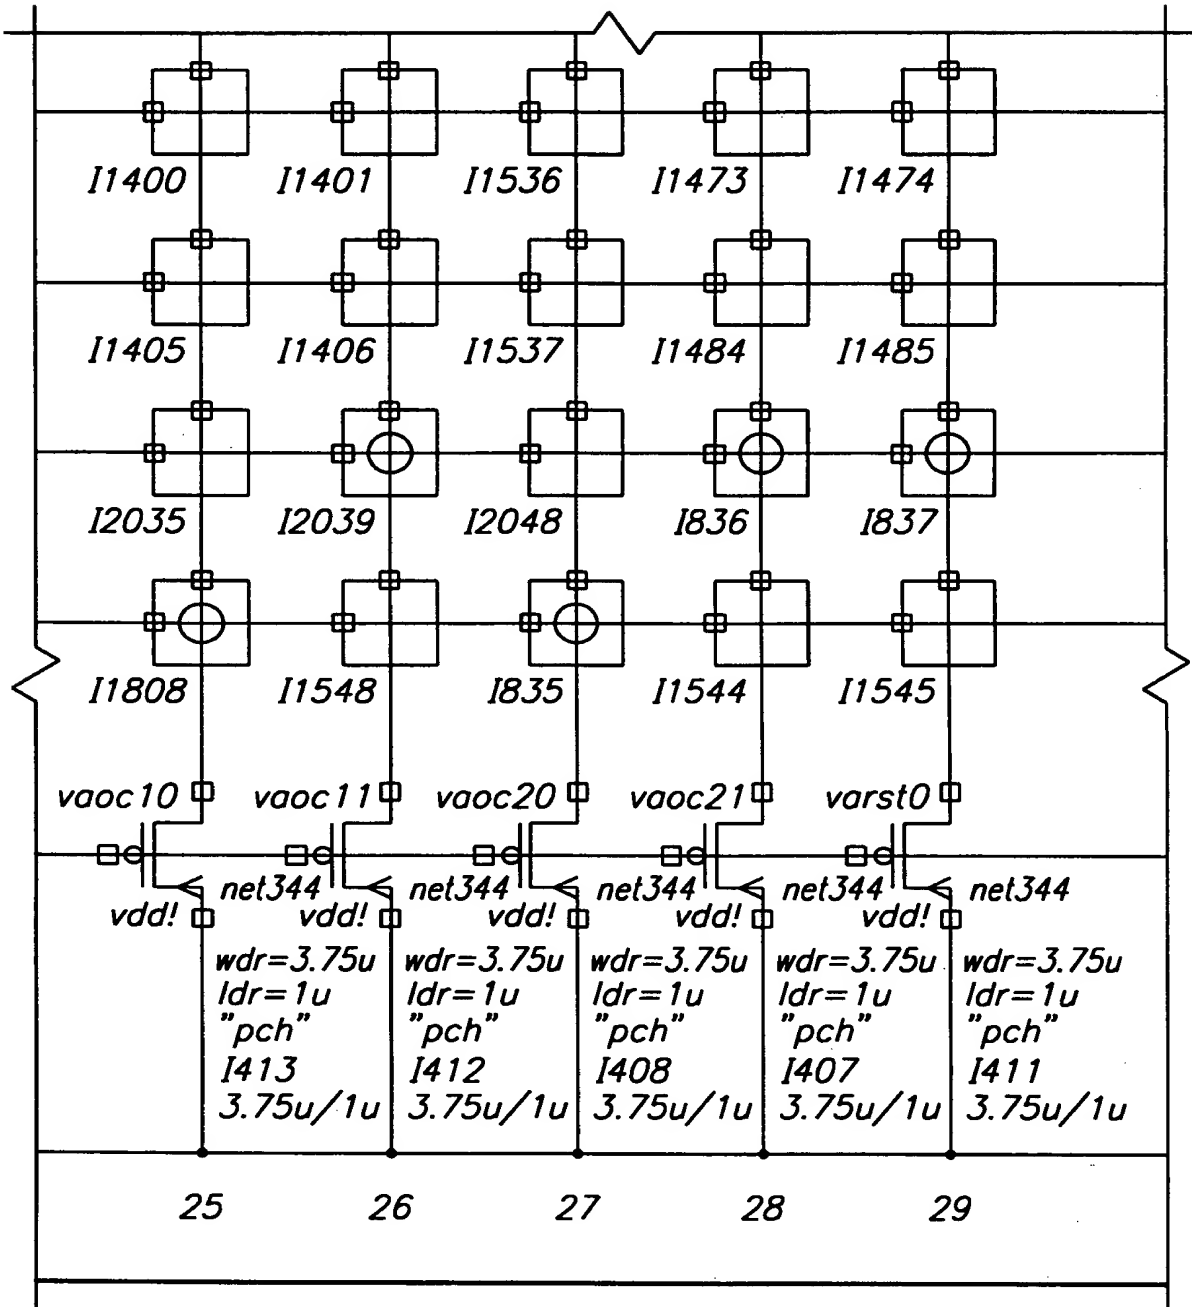 I1400 I1401 I1536 I1473 I1474
I1405 I1406 I1537 I1484 I1485
I2035 I2039 I2048 I836 I837
I1808 I1548 I835 I1544 I1545
vaoc10 vaoc11 vaoc20 vaoc21 varst0
net344 net344 net344 net344 net344
vdd! vdd! vdd! vdd! vdd!
wdr=3.75u wdr=3.75u wdr=3.75u wdr=3.75u wdr=3.75u
ldr=1u ldr=1u ldr=1u ldr=1u ldr=1u
"pch" "pch" "pch" "pch" "pch"
I413 I412 I408 I407 I411
3.75u/1u 3.75u/1u 3.75u/1u 3.75u/1u 3.75u/1u
25 26 27 28 29